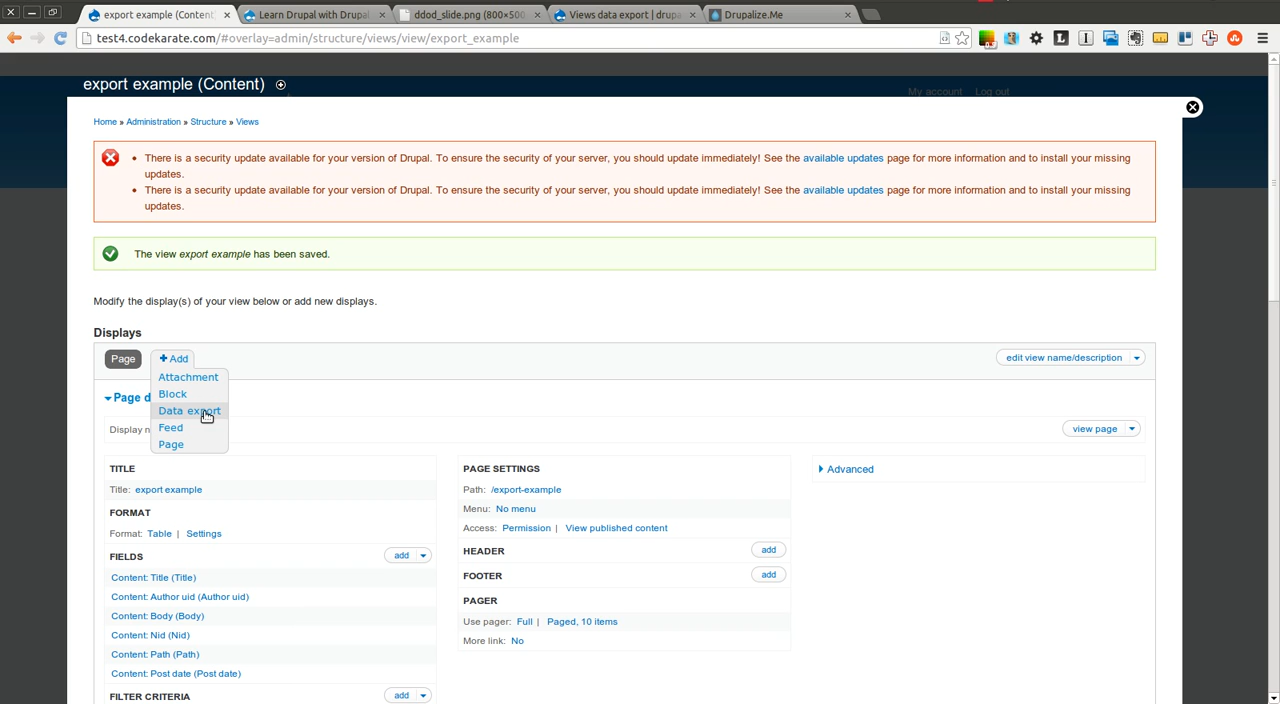 export example (Content
Learn Drupal with Drupal
ddod_slide.png (800×500
Views data export | drupa
Drupalize.Me
test4.codekarate.com/#overlay=admin/structure/views/view/export_example
export example (Content)
My account Log out
Home » Administration » Structure » Views
There is a security update available for your version of Drupal. To ensure the security of your server, you should update immediately! See the available updates page for more information and to install your missing
updates.
There is a security update available for your version of Drupal. To ensure the security of your server, you should update immediately! See the available updates page for more information and to install your missing
updates.
The view export example has been saved.
Modify the display(s) of your view below or add new displays.
Displays
Page
Add
edit view name/description
Attachment
Block
Page d
Data export
Display n
Feed
view page
Page
TITLE
Title: export example
FORMAT
Format: Table | Settings
FIELDS
add
Content: Title (Title)
Content: Author uid (Author uid)
Content: Body (Body)
Content: Nid (Nid)
Content: Path (Path)
Content: Post date (Post date)
FILTER CRITERIA
add
PAGE SETTINGS
Path: /export-example
Menu: No menu
Access: Permission | View published content
HEADER
add
FOOTER
add
PAGER
Use pager: Full | Paged, 10 items
More link: No
Advanced